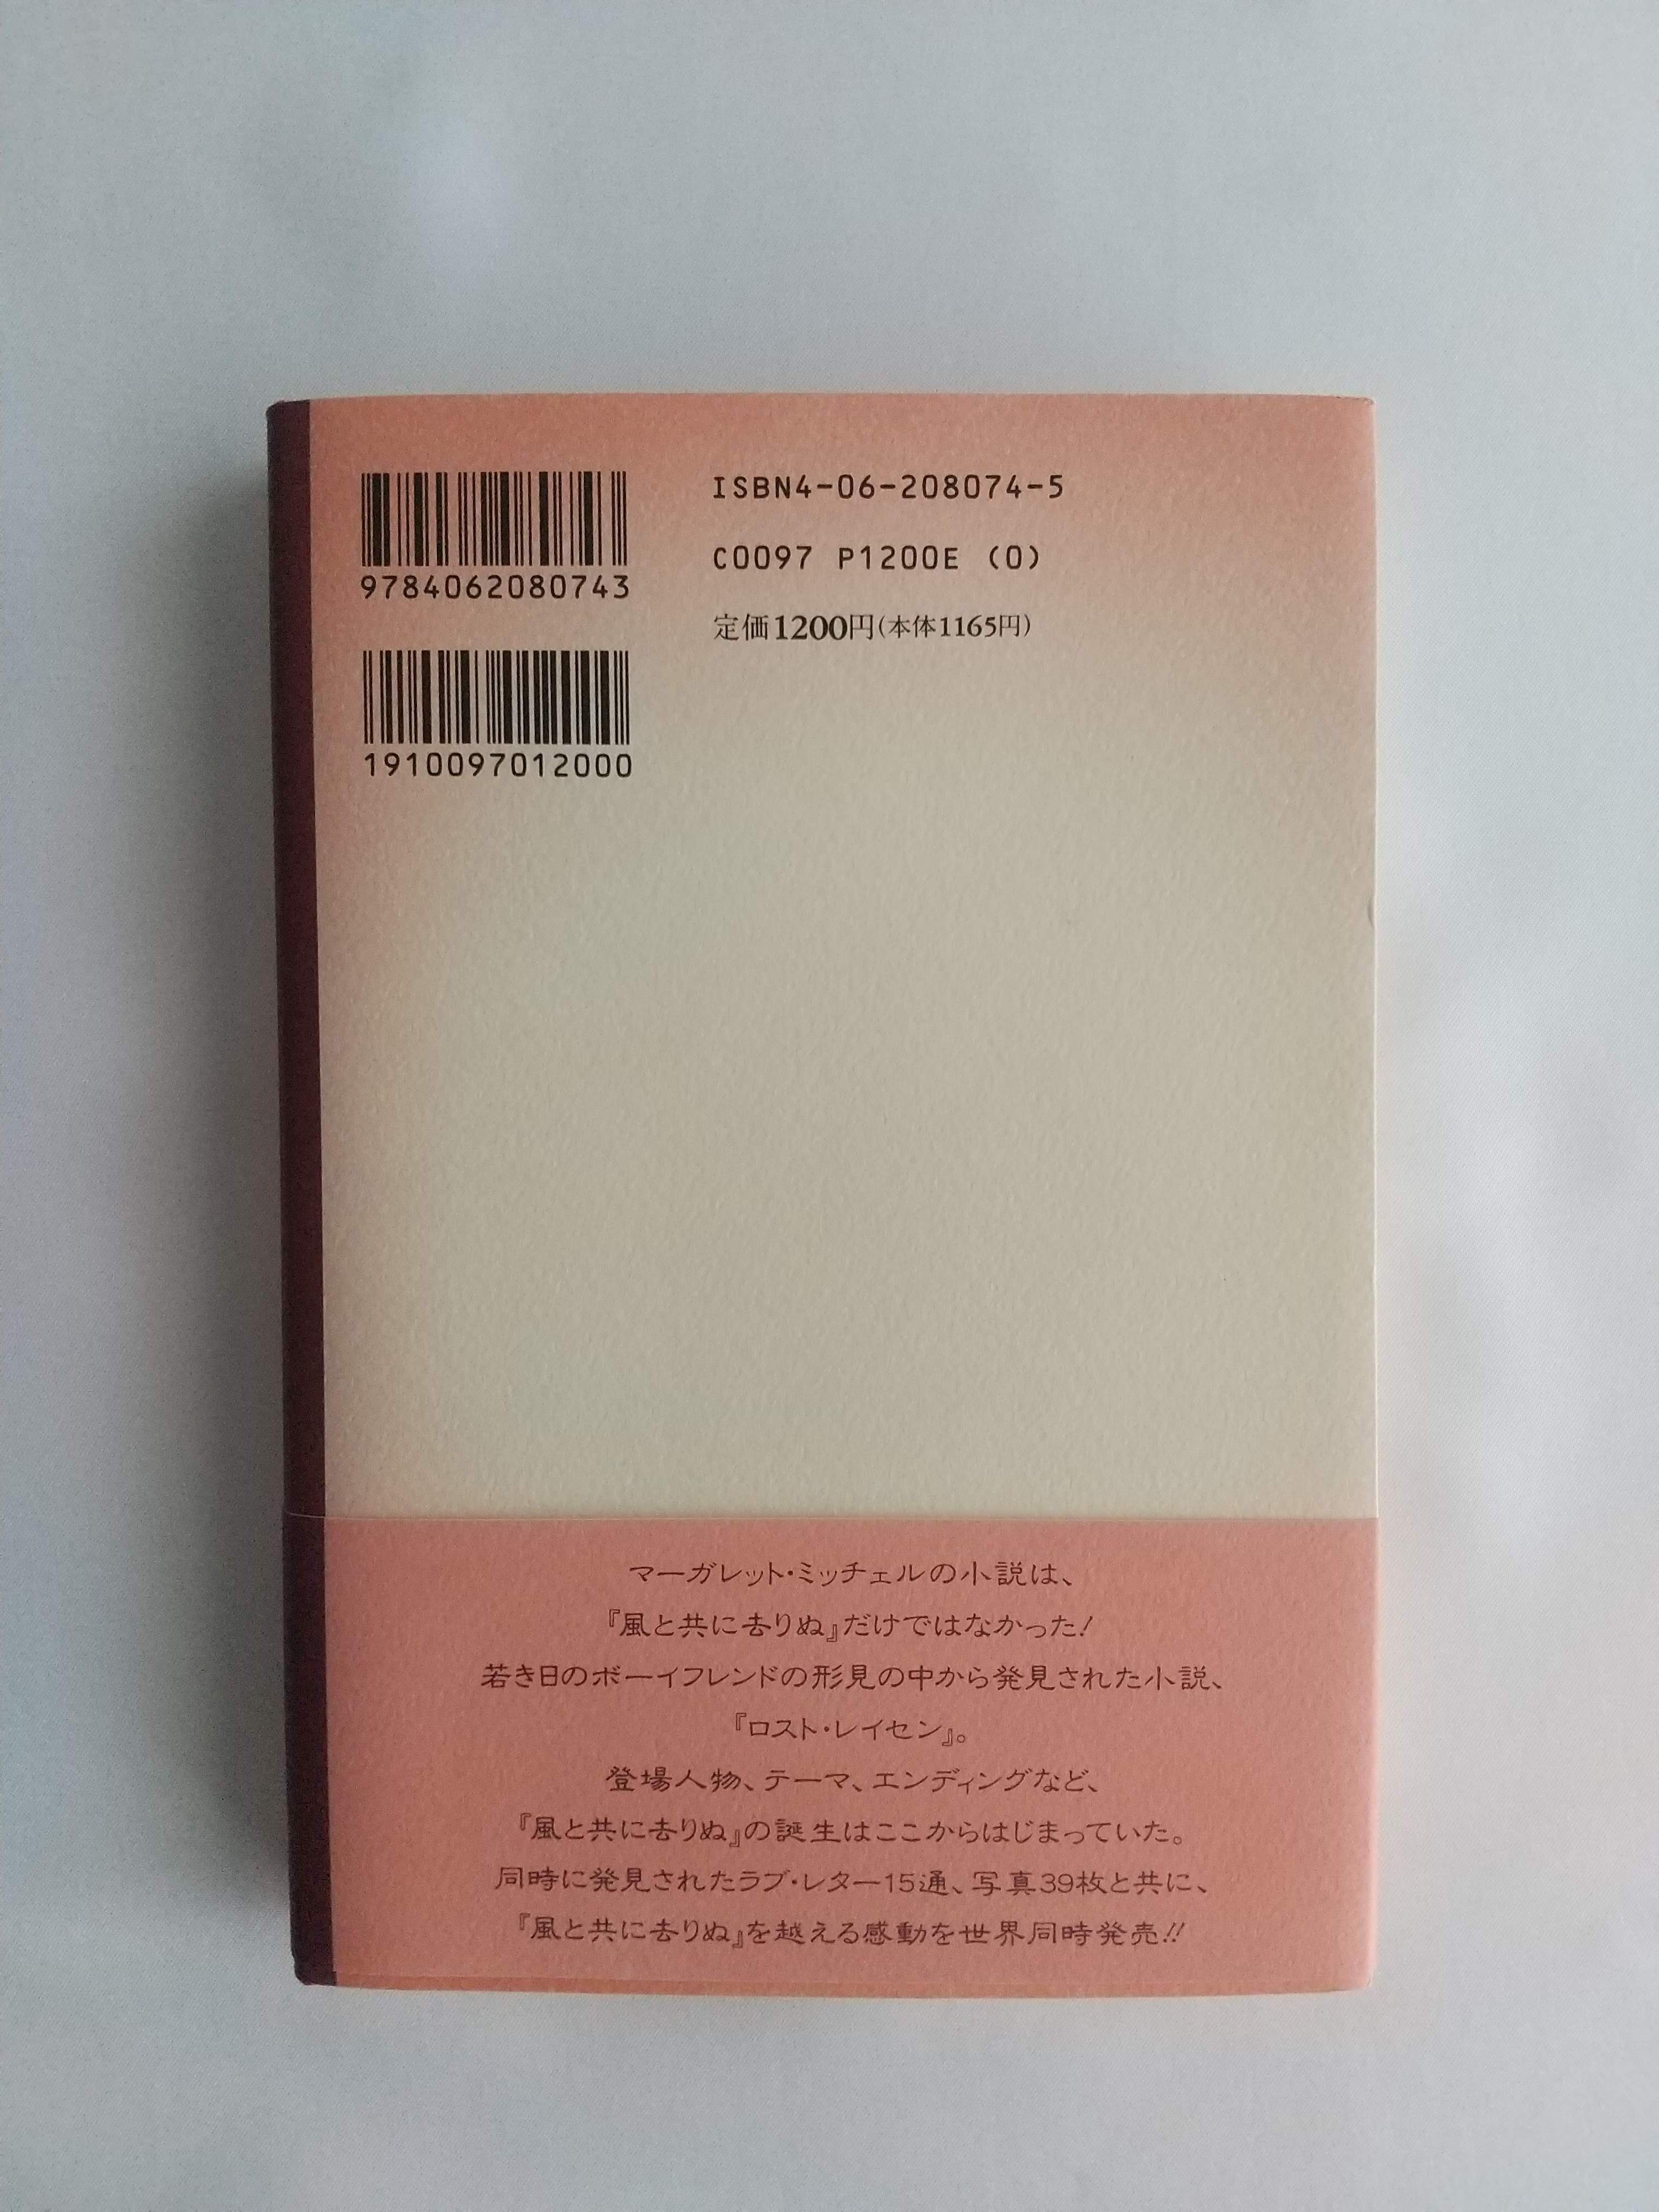 9784062080743
1910097012000
ISBN4-06-208074-5
C0097 P1200E (0)
定価1200円(本体1165円)
マーガレット・ミッチェルの小説は、
『風と共に去りぬ』だけではなかった!
若き日のボーイフレンドの形見の中から発見された小説、
『ロスト・レイセン』。
登場人物、テーマ、エンディングなど、
『風と共に去りぬ』の誕生はここからはじまっていた。
同時に発見されたラブ・レター15通、写真39枚と共に、
『風と共に去りぬ』を越える感動を世界同時発売!!